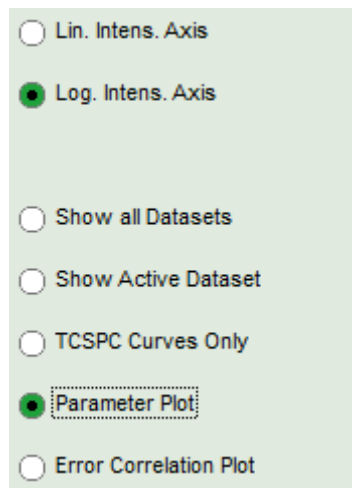 Lin. Intens. Axis
Log. Intens. Axis
Show all Datasets
Show Active Dataset
TCSPC Curves Only
Parameter Plot
Error Correlation Plot